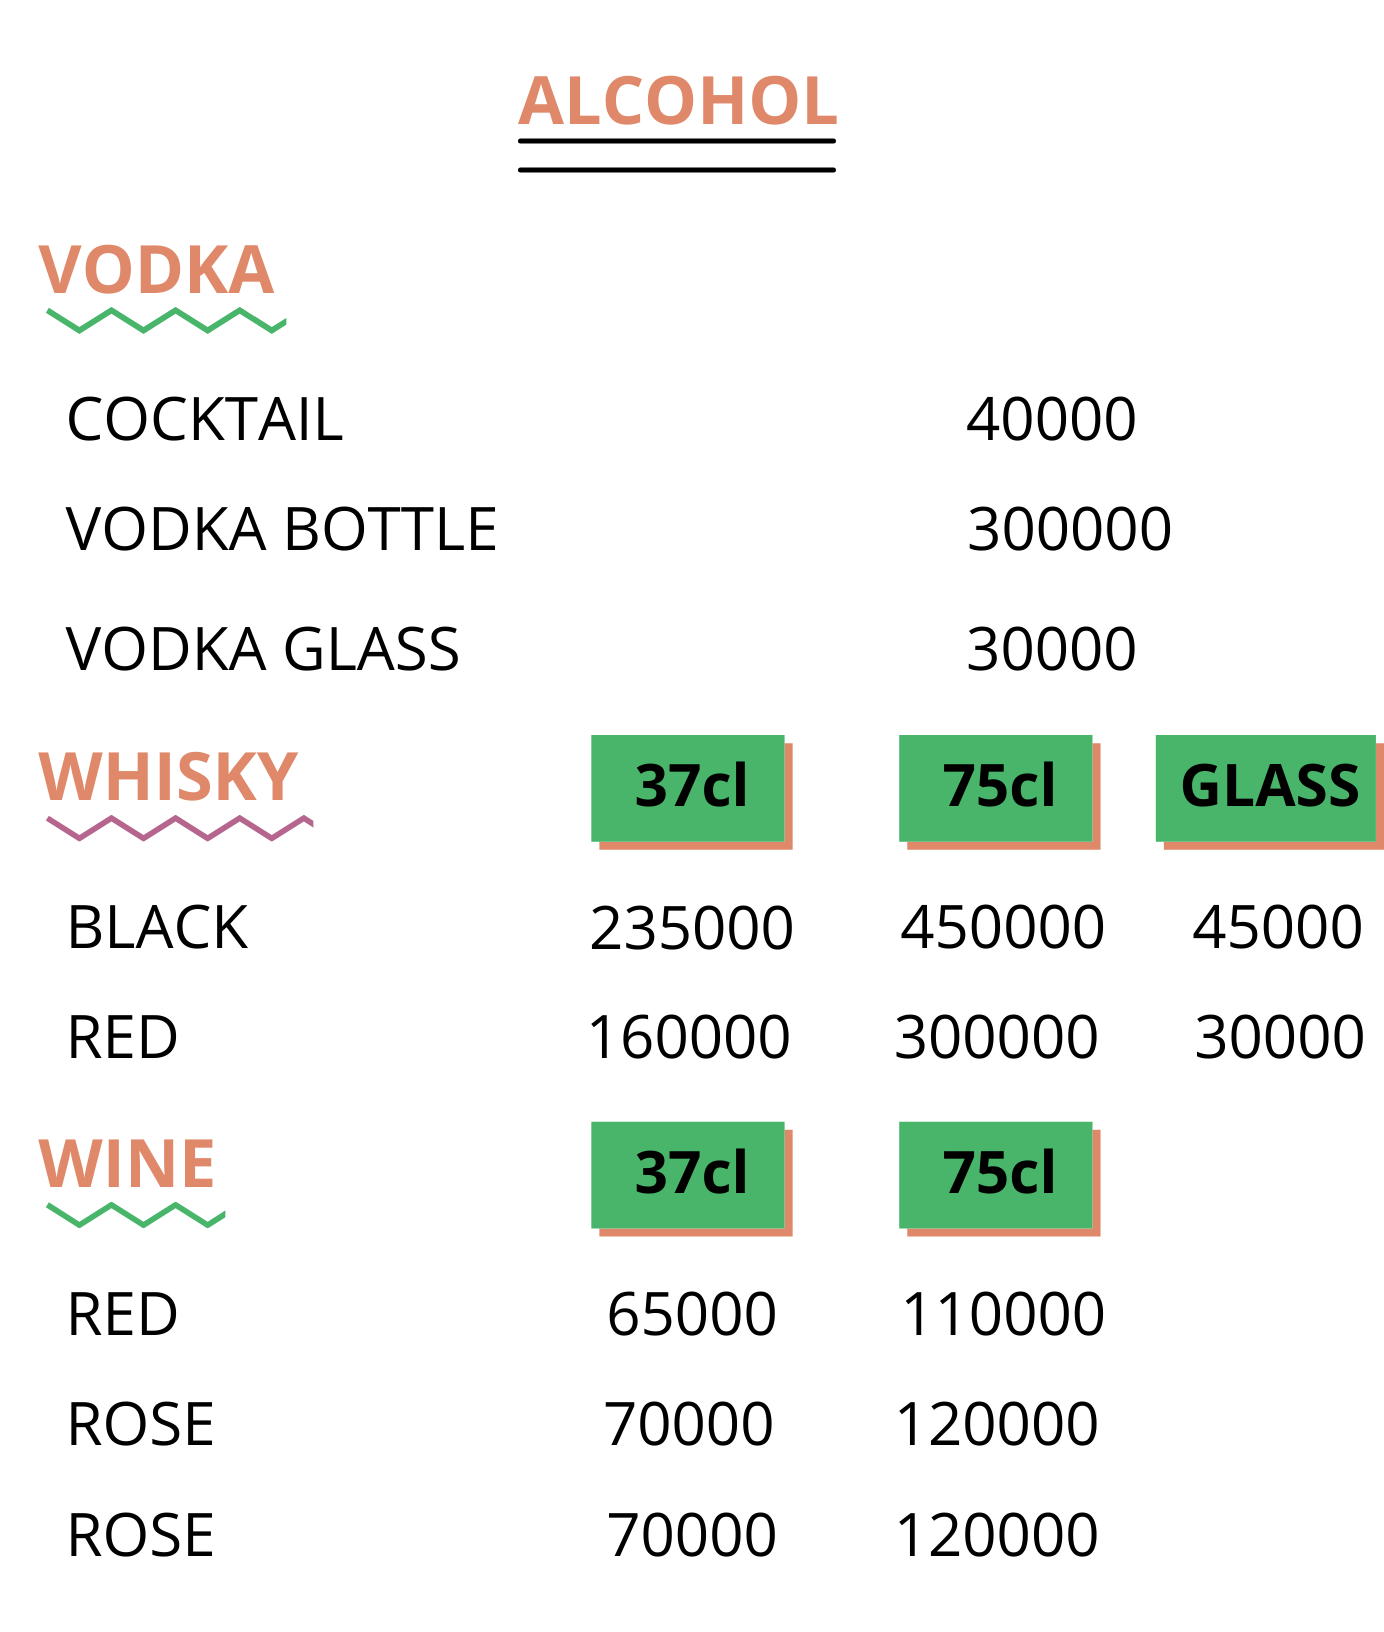 ALCOHOL
VODKA
COCKTAIL 40000
VODKA BOTTLE 300000
VODKA GLASS 30000
WHISKY 37cl 75cl GLASS
BLACK 235000 450000 45000
RED 160000 300000 30000
WINE 37cl 75cl
RED 65000 110000
ROSE 70000 120000
ROSE 70000 120000